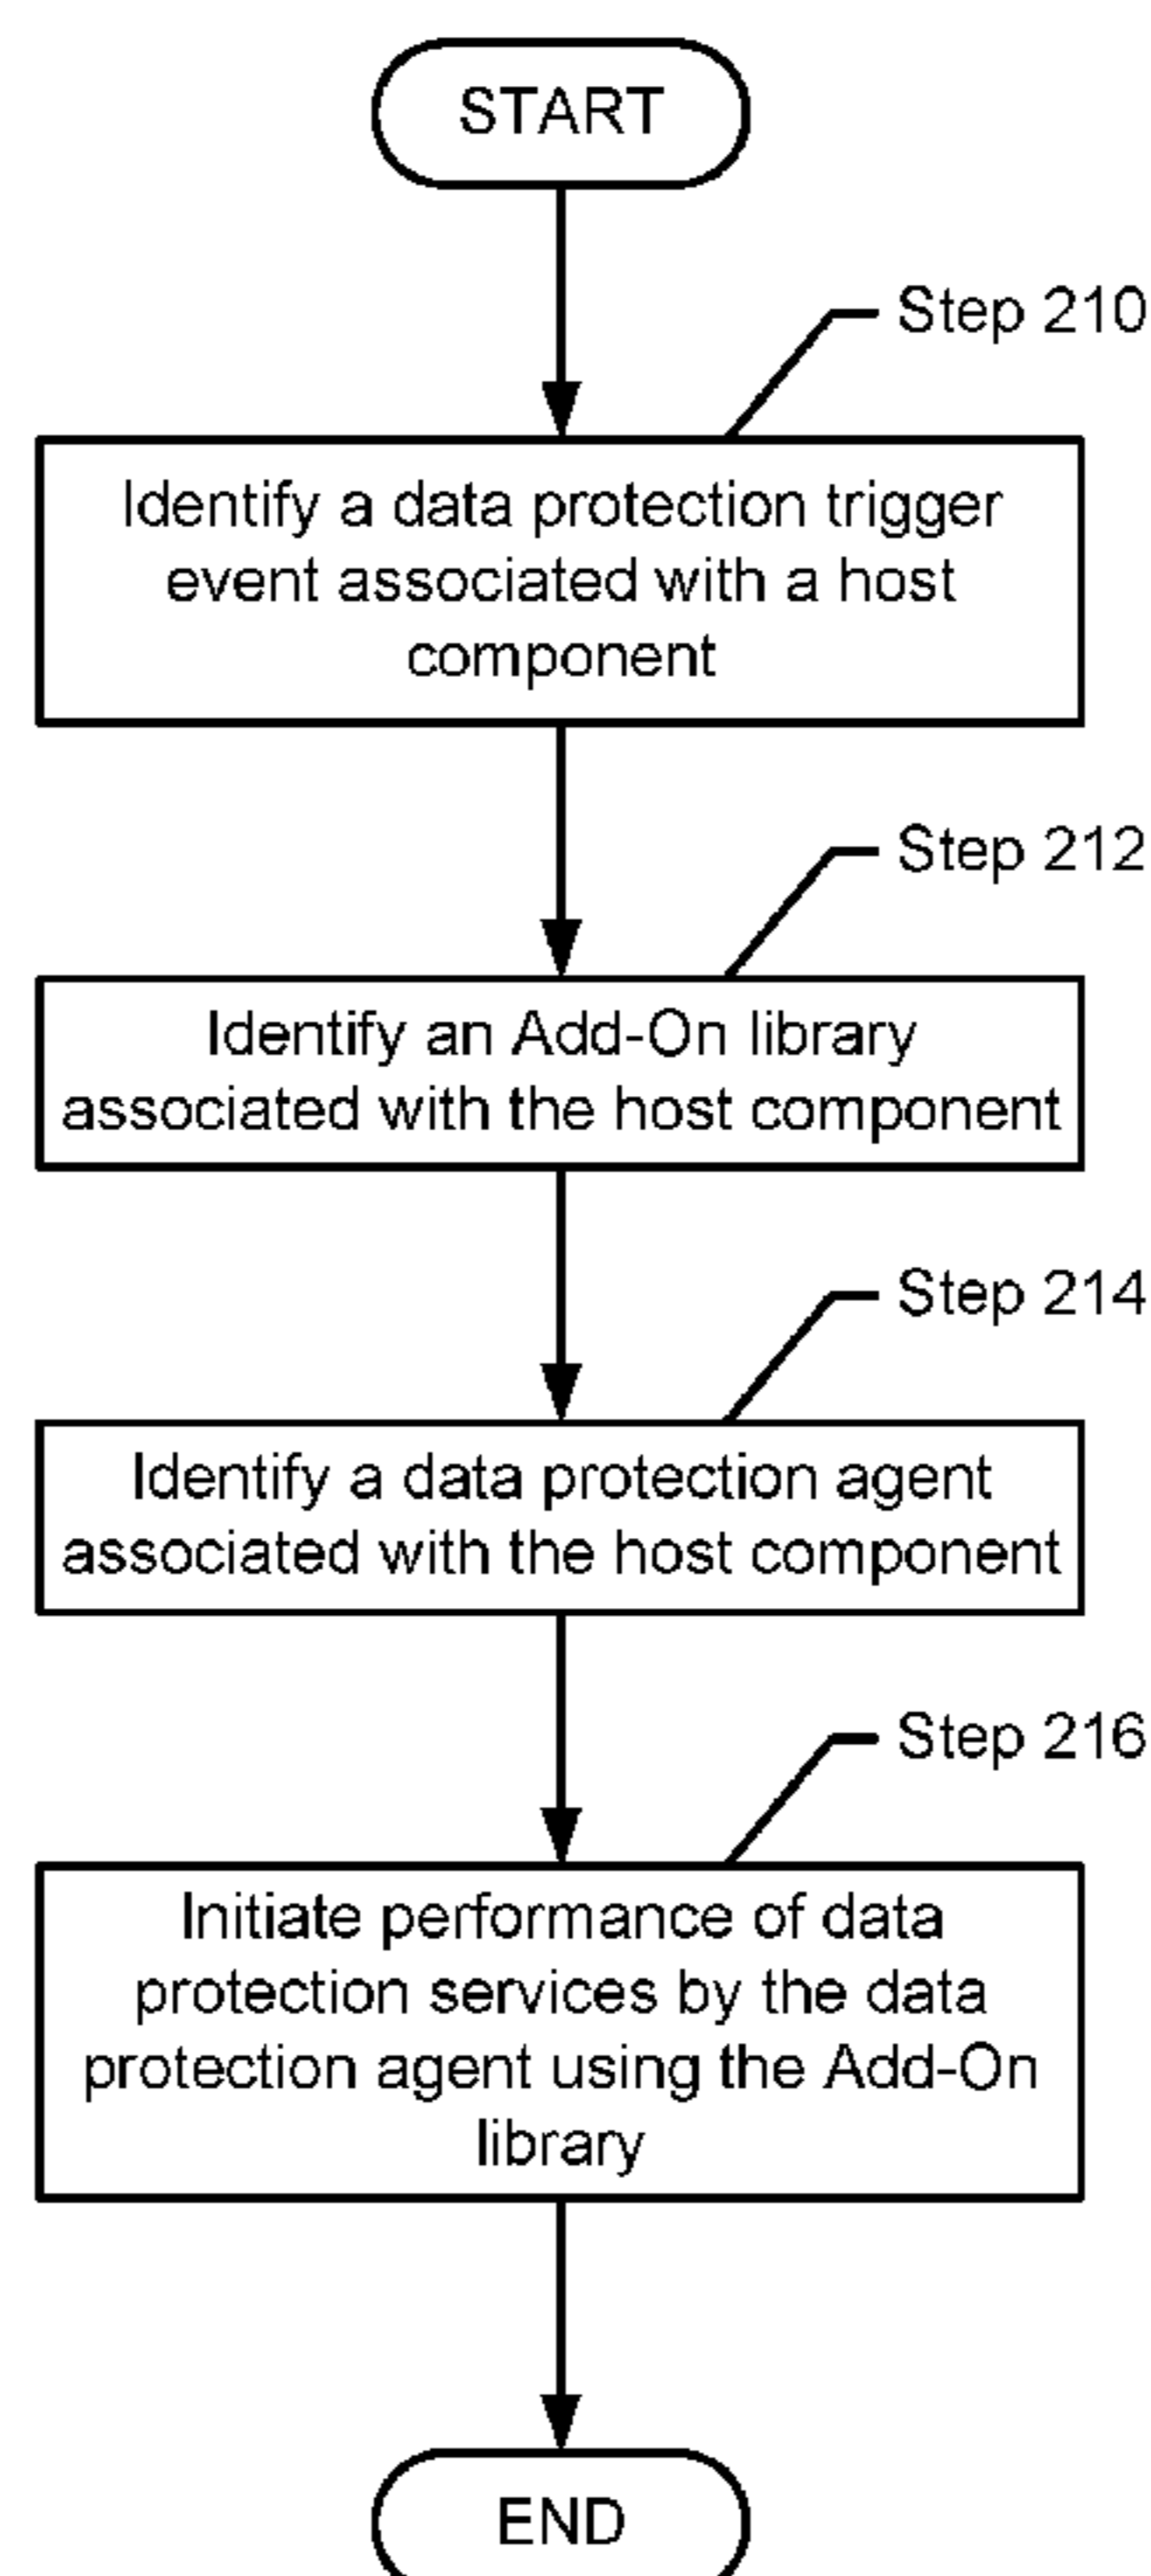 START
Step 210
Identify a data protection trigger
event associated with a host
component
Step 212
Identify an Add-On library
associated with the host component
Step 214
Identify a data protection agent
associated with the host component
Step 216
Initiate performance of data
protection services by the data
protection agent using the Add-On
library
END